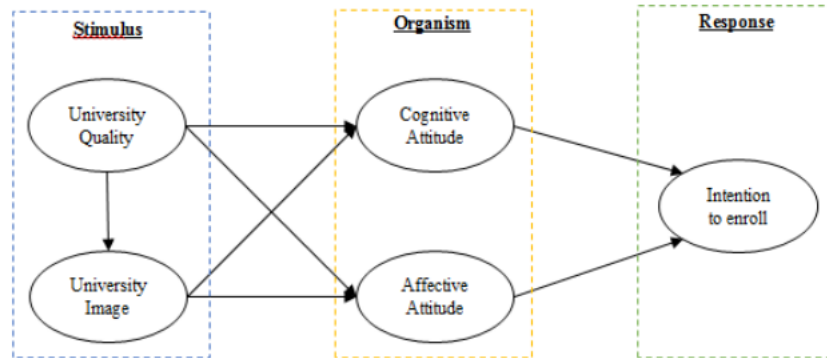 Stimulus
Organism
Response
University
Quality
Cognitive
Attitude
Intention
to enroll
University
Image
Affective
Attitude